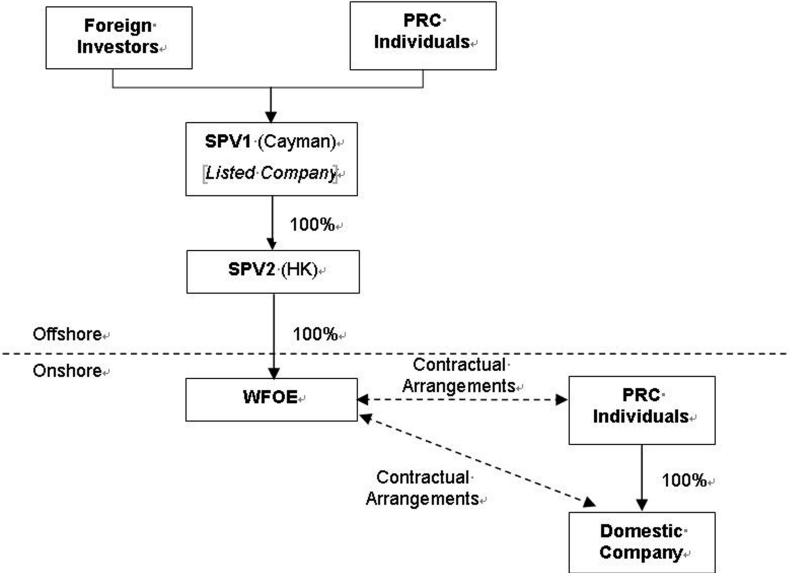 Foreign
Investors
PRC
Individuals
SPV1 (Cayman)
[Listed Company]
100%
SPV2 (HK)
Offshore
100%
Onshore
Contractual
Arrangements
WFOE
PRC
Individuals
Contractual
Arrangements
100%
Domestic
Company